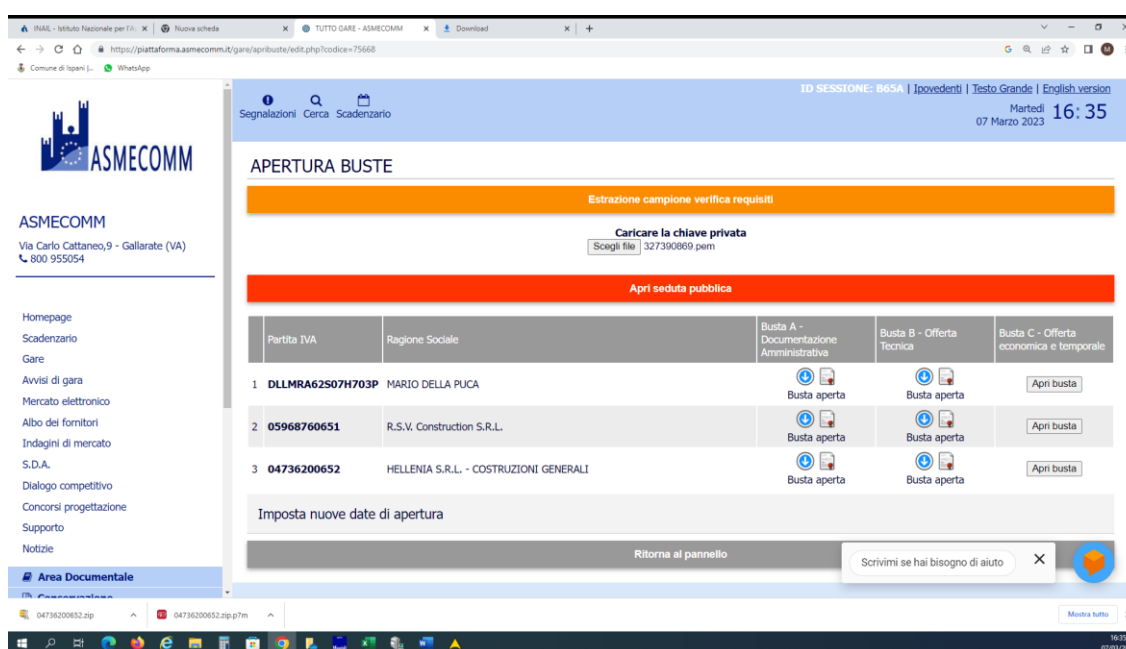 INAIL - Istituto Nazionale per l'A
Nuova scheda
TUTTO GARE - ASMECOMM
Download
https://piattaforma.asmecomm.it/gare/apribuste/edit.php?codice=75668
Comune di Ispani |...
WhatsApp
ASMECOMM
ASMECOMM
Via Carlo Cattaneo,9 - Gallarate (VA)
800 955054
Homepage
Scadenzario
Gare
Avvisi di gara
Mercato elettronico
Albo dei fornitori
Indagini di mercato
S.D.A.
Dialogo competitivo
Concorsi progettazione
Supporto
Notizie
Area Documentale
Conservazione
Segnalazioni Cerca Scadenzario
ID SESSIONE: B65A | Ipovedenti | Testo Grande | English version
Martedì
07 Marzo 2023
16:35
APERTURA BUSTE
Estrazione campione verifica requisiti
Caricare la chiave privata
Scegli file 327390869.pem
Apri seduta pubblica
Partita IVA
Ragione Sociale
Busta A -
Documentazione
Amministrativa
Busta B - Offerta
Tecnica
Busta C - Offerta
economica e temporale
1 DLLMRA62S07H703P MARIO DELLA PUCA
Busta aperta
Busta aperta
Apri busta
2 05968760651 R.S.V. Construction S.R.L.
Busta aperta
Busta aperta
Apri busta
3 04736200652 HELLENIA S.R.L. - COSTRUZIONI GENERALI
Busta aperta
Busta aperta
Apri busta
Imposta nuove date di apertura
Ritorna al pannello
Scrivimi se hai bisogno di aiuto
04736200652.zip
04736200652.zip.p7m
Mostra tutto
16:35